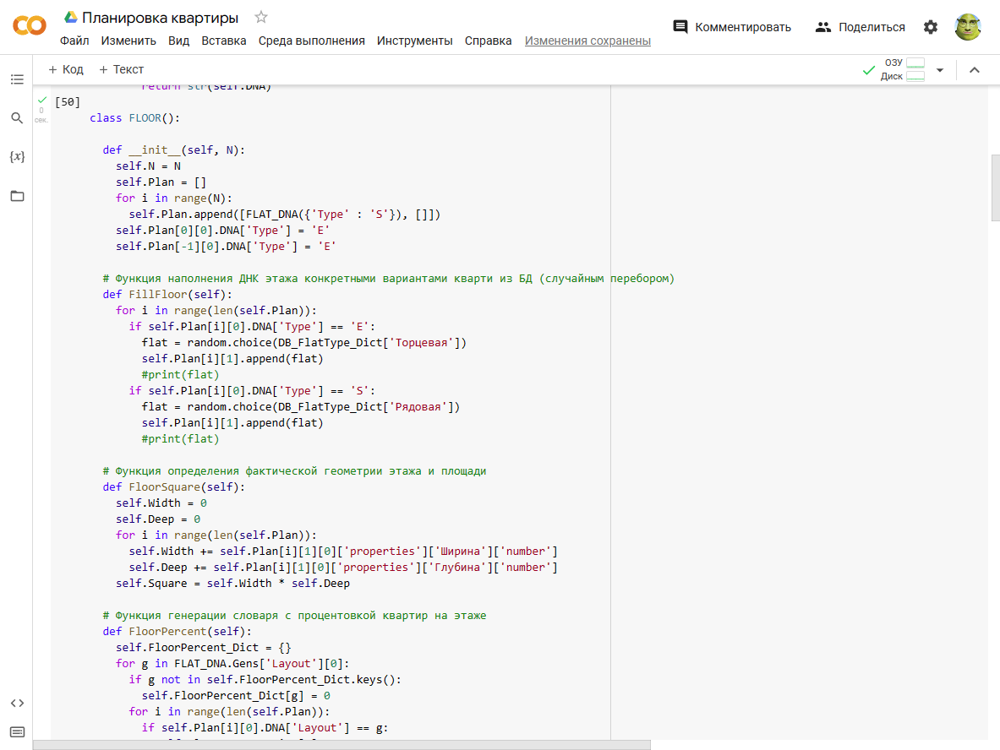 Планировка квартиры
Файл Изменить Вид Вставка Среда выполнения Инструменты Справка Изменения сохранены
Комментировать
Поделиться
+ Код + Текст
ОЗУ
Диск
return str(self.DNA)
[50]
0
сек.
class FLOOR():
def __init__(self, N):
self.N = N
self.Plan = []
for i in range(N):
self.Plan.append([FLAT_DNA({'Type' : 'S'}), []])
self.Plan[0][0].DNA['Type'] = 'E'
self.Plan[-1][0].DNA['Type'] = 'E'
# Функция наполнения ДНК этажа конкретными вариантами кварти из БД (случайным перебором)
def FillFloor(self):
for i in range(len(self.Plan)):
if self.Plan[i][0].DNA['Type'] == 'E':
flat = random.choice(DB_FlatType_Dict['Торцевая'])
self.Plan[i][1].append(flat)
#print(flat)
if self.Plan[i][0].DNA['Type'] == 'S':
flat = random.choice(DB_FlatType_Dict['Рядовая'])
self.Plan[i][1].append(flat)
#print(flat)
# Функция определения фактической геометрии этажа и площади
def FloorSquare(self):
self.Width = 0
self.Deep = 0
for i in range(len(self.Plan)):
self.Width += self.Plan[i][1][0]['properties']['Ширина']['number']
self.Deep += self.Plan[i][1][0]['properties']['Глубина']['number']
self.Square = self.Width * self.Deep
# Функция генерации словаря с процентовкой квартир на этаже
def FloorPercent(self):
self.FloorPercent_Dict = {}
for g in FLAT_DNA.Gens['Layout'][0]:
if g not in self.FloorPercent_Dict.keys():
self.FloorPercent_Dict[g] = 0
for i in range(len(self.Plan)):
if self.Plan[i][0].DNA['Layout'] == g: